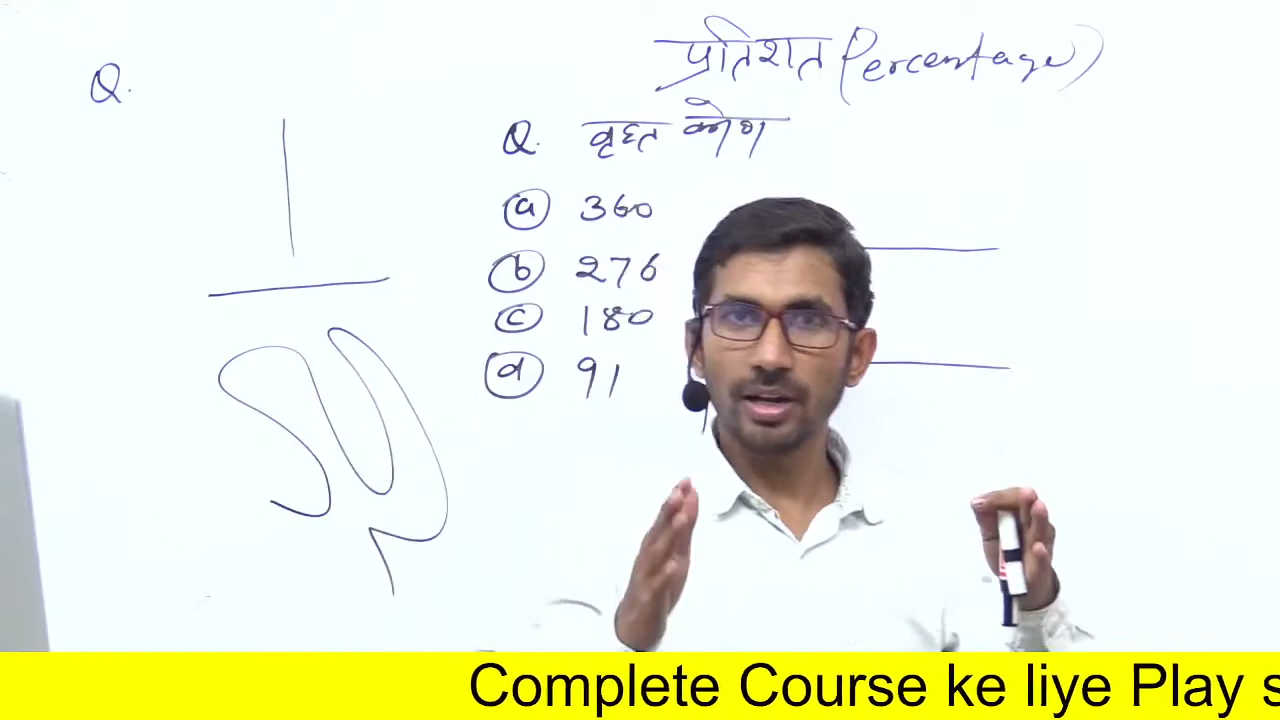 प्रतिशत (Percentage)
Q.
Q. वृहत कोण
(a) 360
(b) 276
(c) 180
(d) 91
Complete Course ke liye Play s